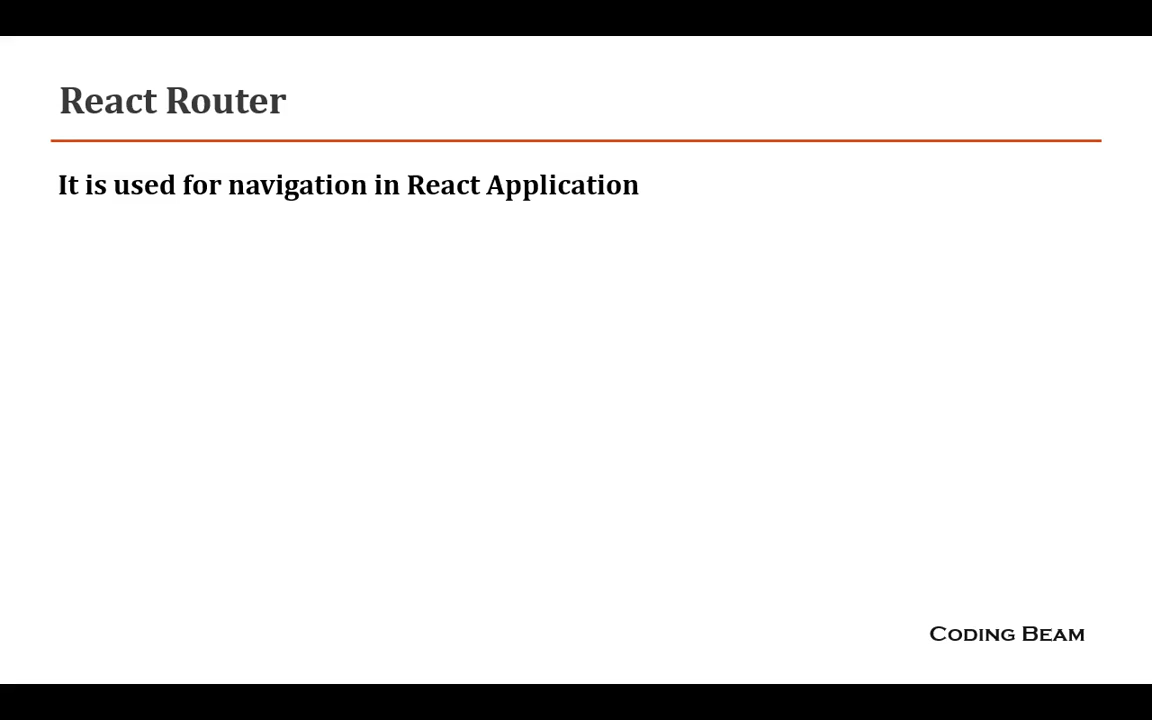 React Router
It is used for navigation in React Application
Coding Beam